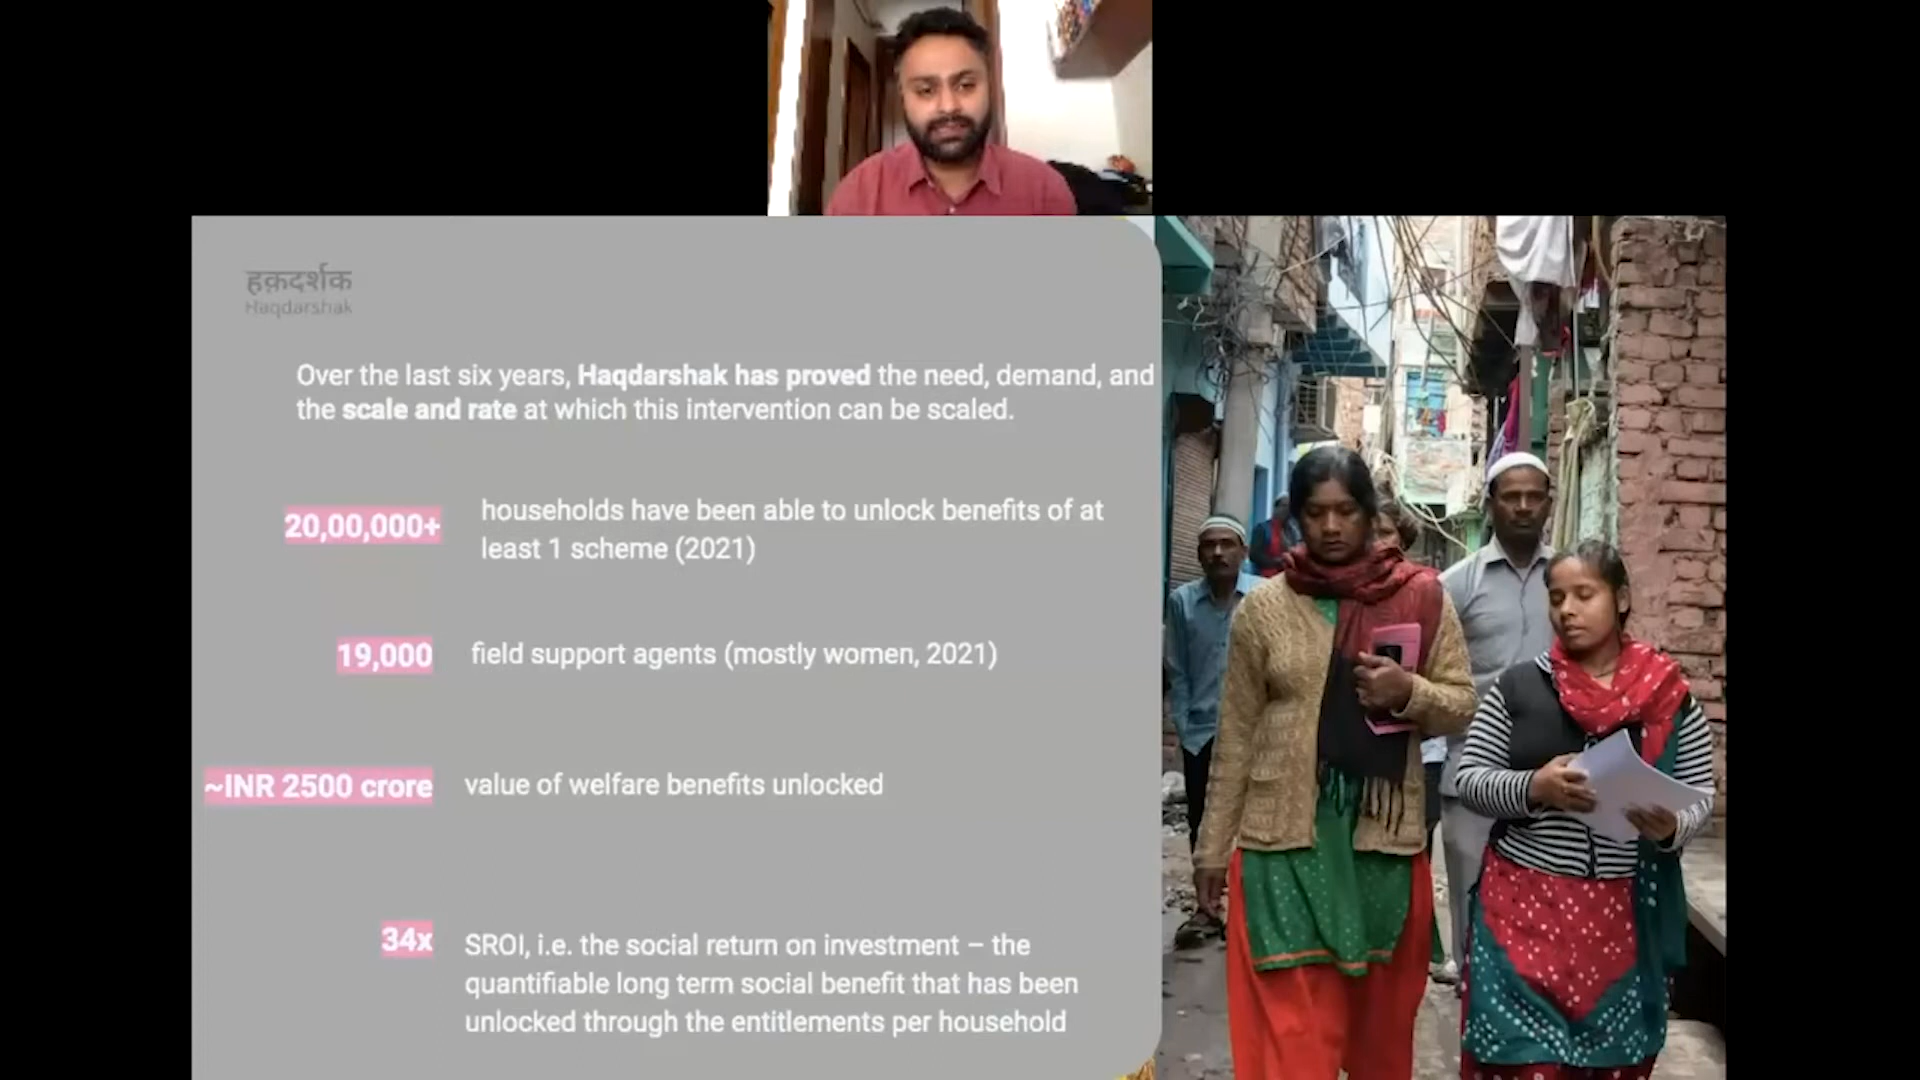 हक़दर्शक
Haqdarshak
Over the last six years, Haqdarshak has proved the need, demand, and
the scale and rate at which this intervention can be scaled.
20,00,000+
households have been able to unlock benefits of at
least 1 scheme (2021)
19,000
field support agents (mostly women, 2021)
~INR 2500 crore
value of welfare benefits unlocked
34x
SROI, i.e. the social return on investment – the
quantifiable long term social benefit that has been
unlocked through the entitlements per household